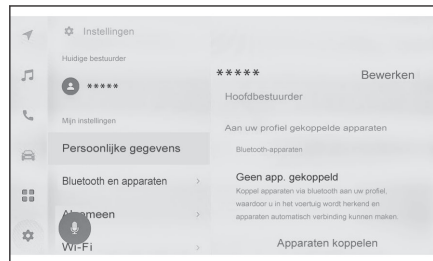 Instellingen
Huidige bestuurder
*****
Mijn instellingen
Persoonlijke gegevens
Bluetooth en apparaten
Algemeen
Wi-Fi
*****
Bewerken
Hoofdbestuurder
Aan uw profiel gekoppelde apparaten
Bluetooth-apparaten
Geen app. gekoppeld
Koppel apparaten via bluetooth aan uw profiel,
waardoor u in het voertuig wordt herkend en
apparaten automatisch verbinding kunnen maken.
Apparaten koppelen